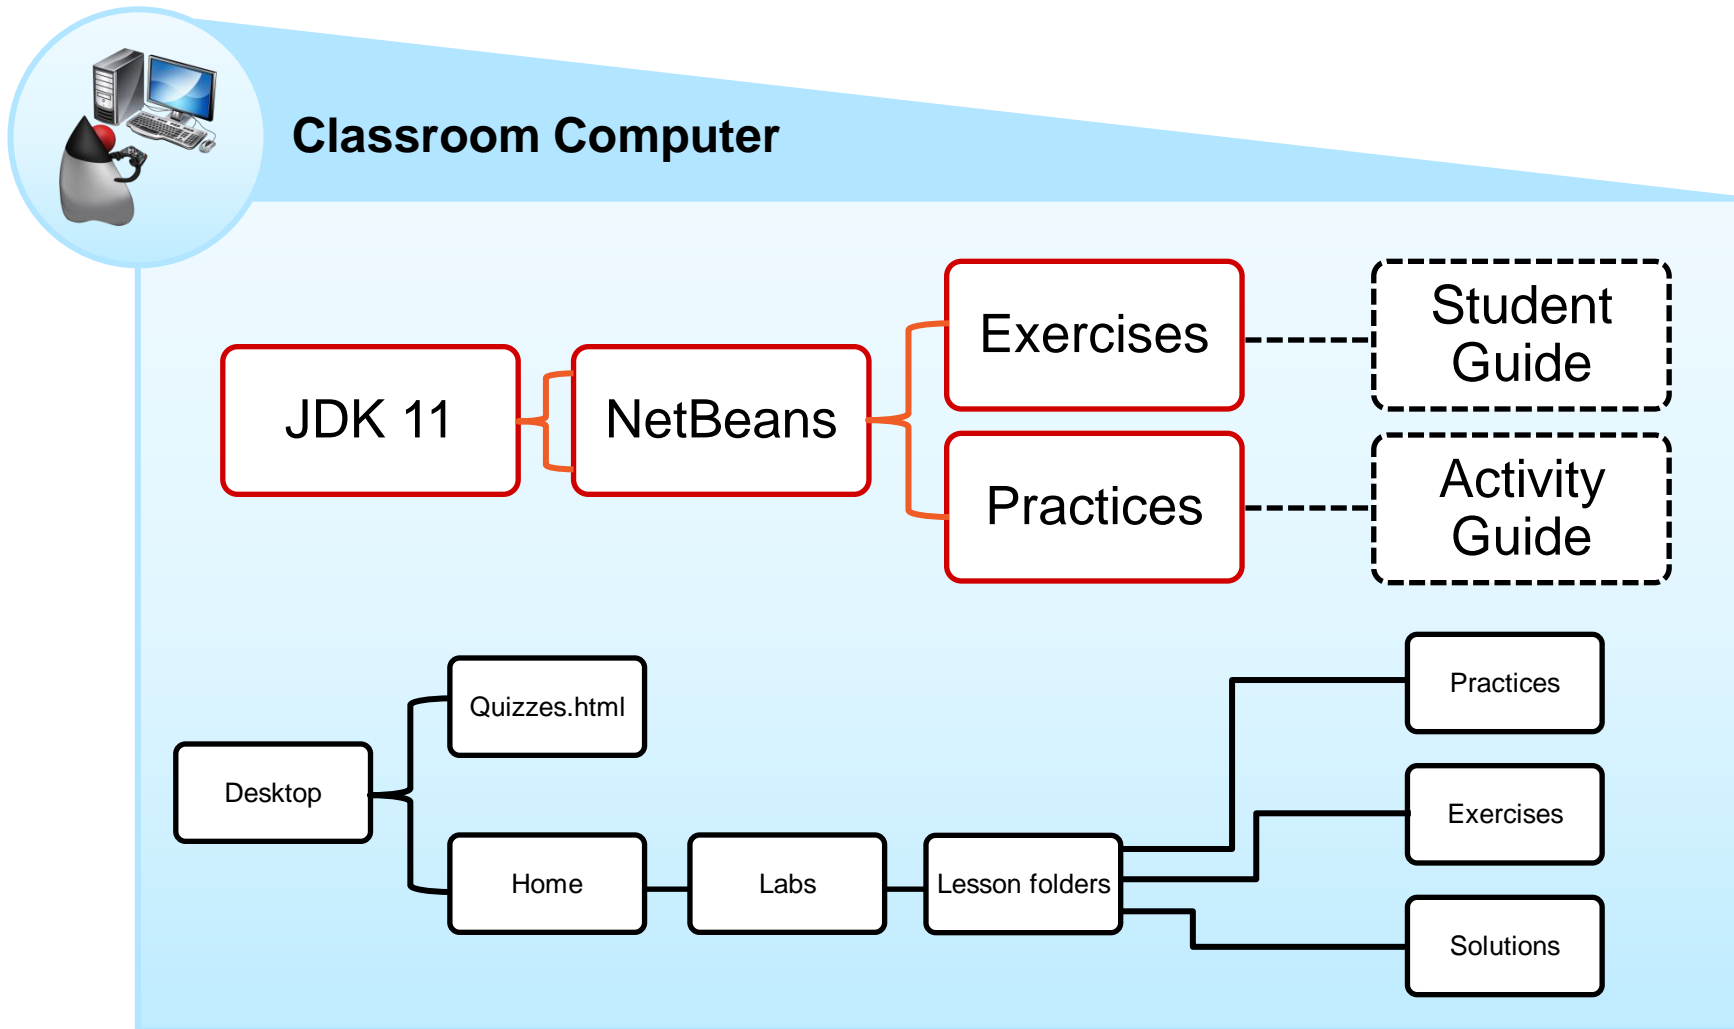 Classroom Computer
JDK 11
NetBeans
Exercises
Student
Guide
Practices
Activity
Guide
Desktop
Quizzes.html
Home
Labs
Lesson folders
Practices
Exercises
Solutions